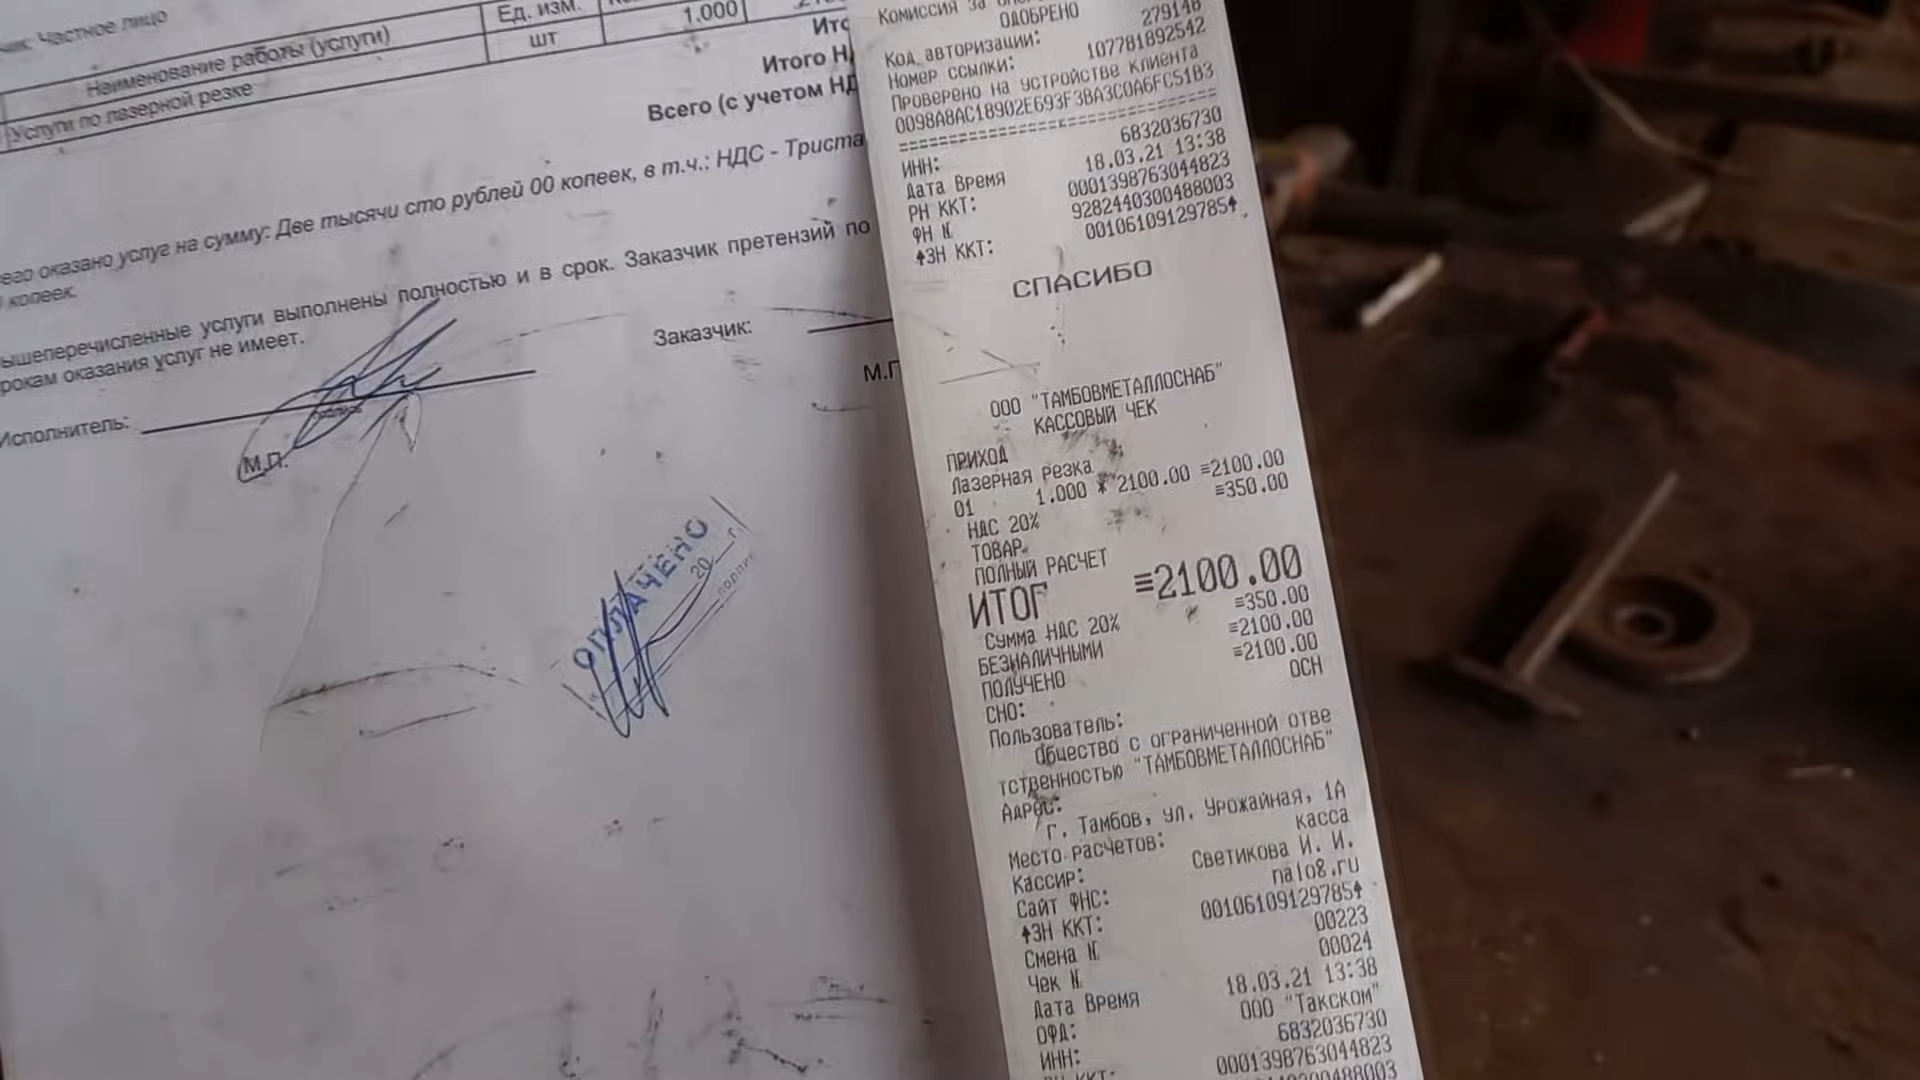 Частное лицо
Наименование работы (услуги)
Ед. изм.
Услуги по лазерной резке
шт
1.000
Итого
Всего (с учетом
оказано услуг на сумму: Две тысячи сто рублей 00 копеек, в т.ч.: НДС - Триста
копеек.
услуги выполнены полностью и в срок. Заказчик претензий по
оказания услуг не имеет.
Исполнитель:
подпись
М.П.
Заказчик:
ОПЛАЧЕНО
20 г.
подпись
Комиссия за
ОДОБРЕНО
Код авторизации: 279148
Номер ссылки: 107781892542
Проверено на устройстве клиента
0098A8AC18902E693F3BA3C0A6FC51B3
================================
ИНН: 6832036730
Дата Время 18.03.21 13:38
РН ККТ: 0001398763044823
ФН № 9282440300488003
↑ЗН ККТ: 00106109129785↑
СПАСИБО
ООО "ТАМБОВМЕТАЛЛОСНАБ"
КАССОВЫЙ ЧЕК
ПРИХОД
Лазерная резка
01 1.000 * 2100.00 ≡2100.00
НДС 20% ≡350.00
ТОВАР
ПОЛНЫЙ РАСЧЕТ
ИТОГ ≡2100.00
Сумма НДС 20% ≡350.00
БЕЗНАЛИЧНЫМИ ≡2100.00
ПОЛУЧЕНО ≡2100.00
СНО: ОСН
Пользователь:
Общество с ограниченной отве
тственностью "ТАМБОВМЕТАЛЛОСНАБ"
Адрес:
г. Тамбов, ул. Урожайная, 1А
Место расчетов: касса
Кассир: Светикова И. И.
Сайт ФНС: nalog.ru
↑ЗН ККТ: 00106109129785↑
Смена № 00223
Чек № 00024
Дата Время 18.03.21 13:38
ОФД: ООО "Такском"
ИНН: 6832036730
0001398763044823